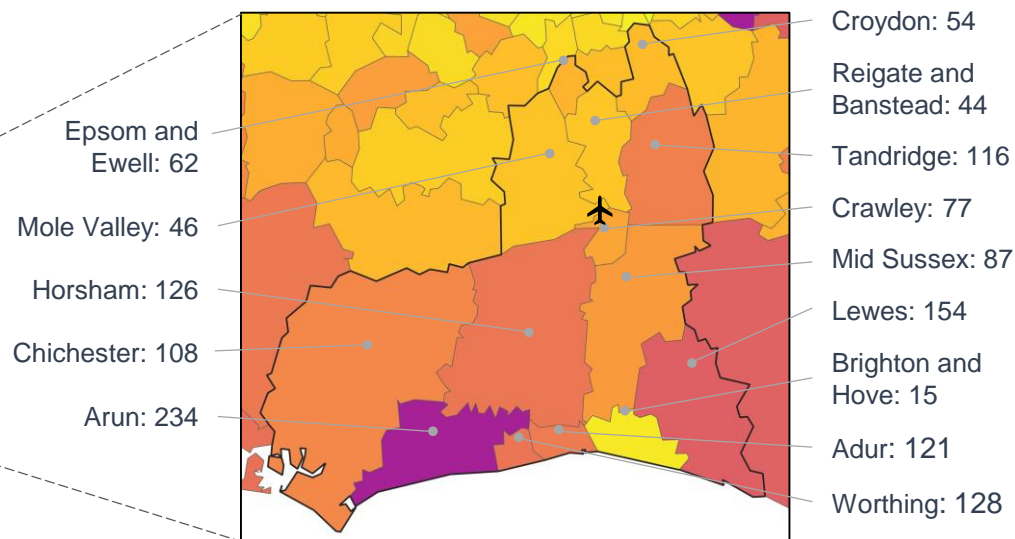 Epsom and
Ewell: 62
Mole Valley: 46
Horsham: 126
Chichester: 108
Arun: 234
Croydon: 54
Reigate and
Banstead: 44
Tandridge: 116
Crawley: 77
Mid Sussex: 87
Lewes: 154
Brighton and
Hove: 15
Adur: 121
Worthing: 128